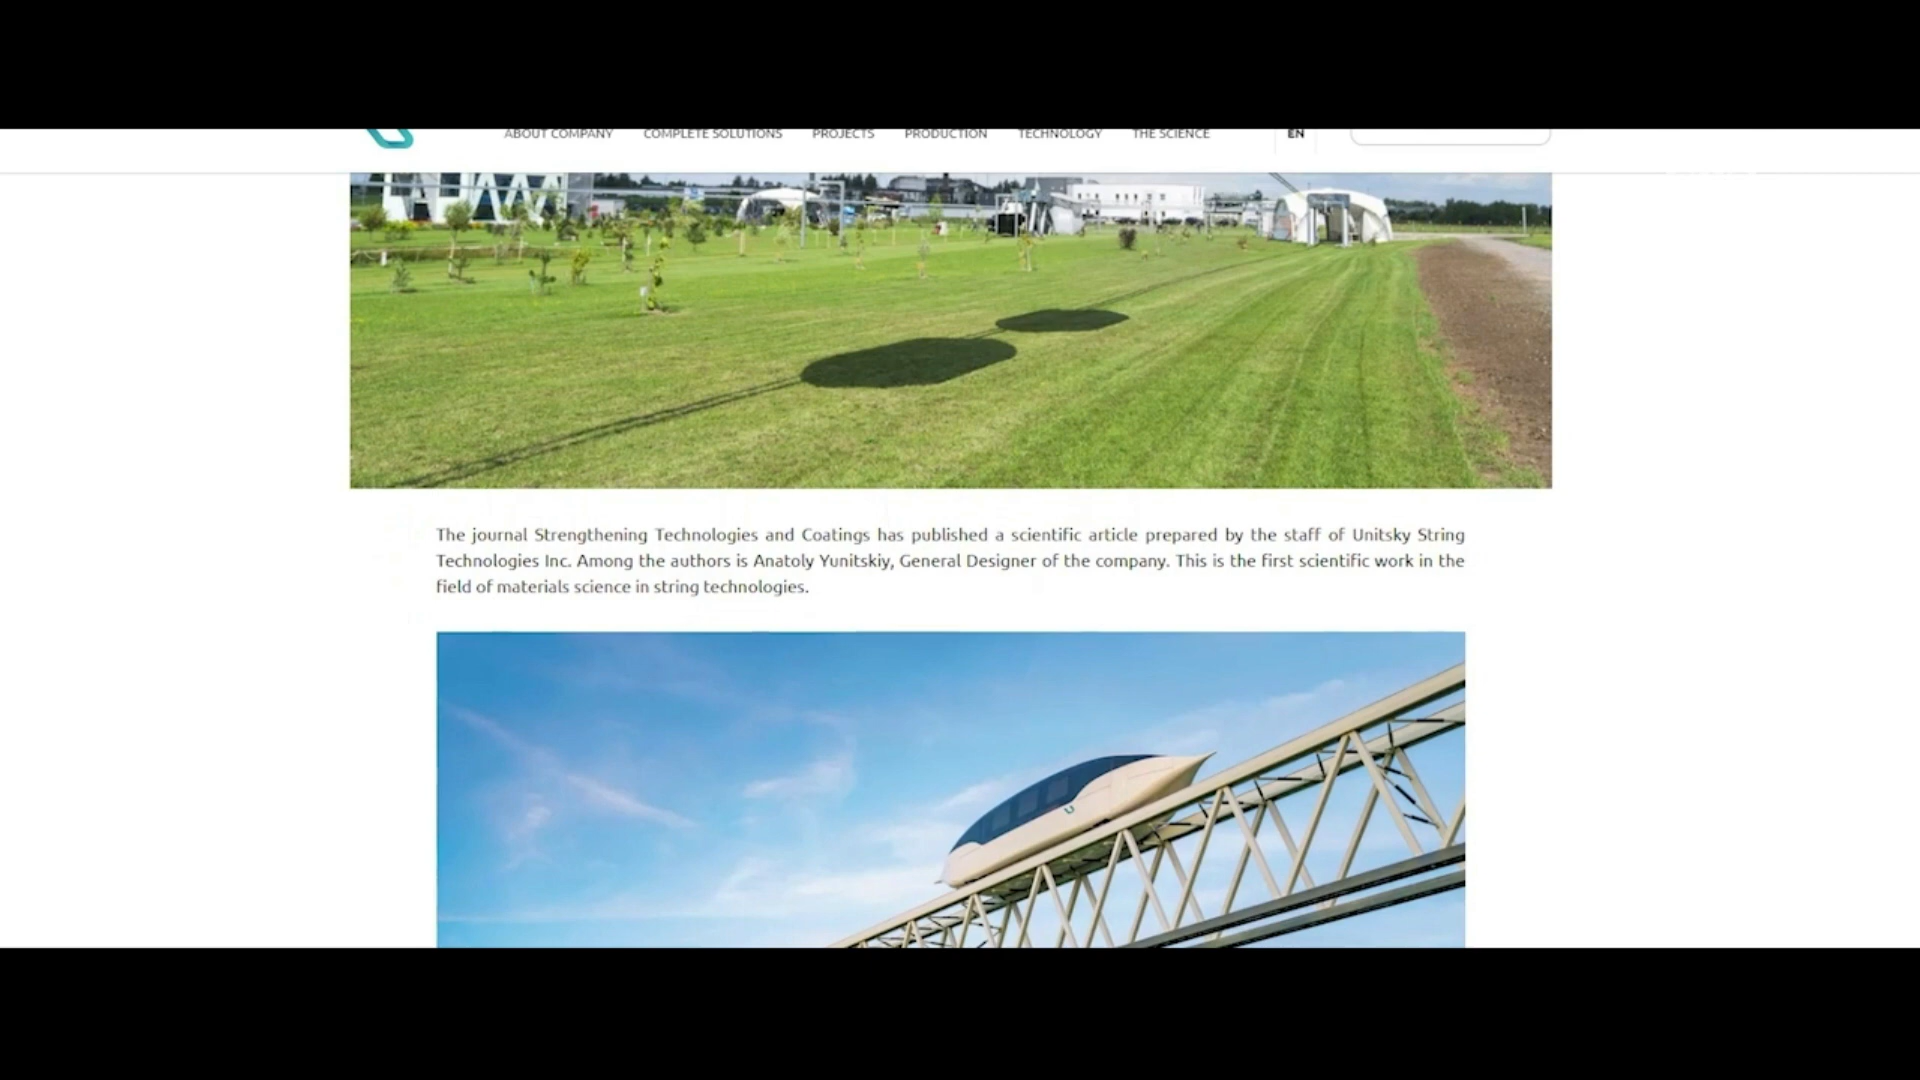 ABOUT COMPANY COMPLETE SOLUTIONS PROJECTS PRODUCTION TECHNOLOGY THE SCIENCE EN
The journal Strengthening Technologies and Coatings has published a scientific article prepared by the staff of Unitsky String
Technologies Inc. Among the authors is Anatoly Yunitskiy, General Designer of the company. This is the first scientific work in the
field of materials science in string technologies.